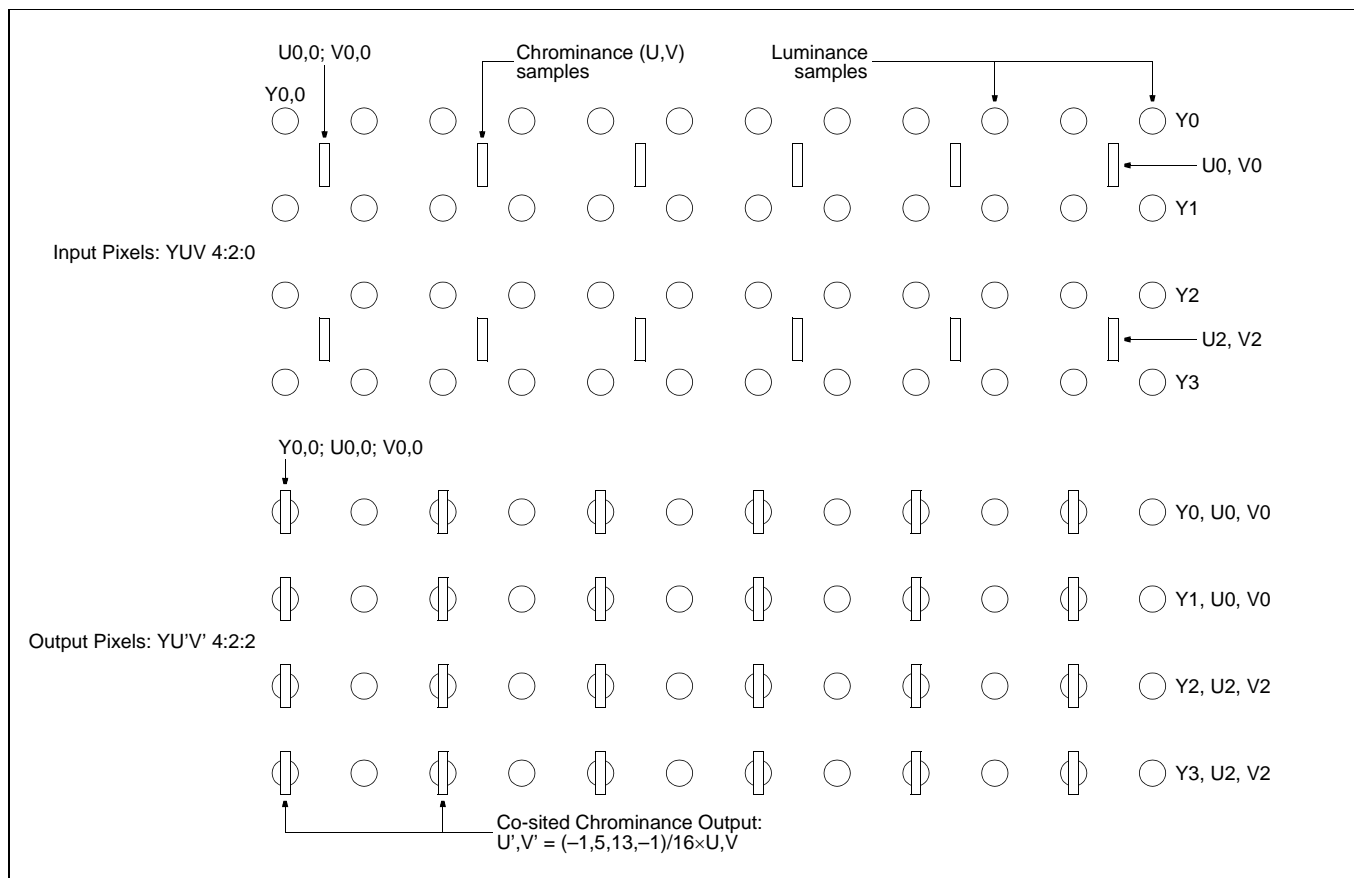 U0,0; V0,0
Chrominance (U,V)
samples
Luminance
samples
Y0,0
Y0
U0, V0
Y1
Input Pixels: YUV 4:2:0
Y2
U2, V2
Y3
Y0,0; U0,0; V0,0
Y0, U0, V0
Y1, U0, V0
Output Pixels: YU'V' 4:2:2
Y2, U2, V2
Y3, U2, V2
Co-sited Chrominance Output:
U',V' = (–1,5,13,–1)/16×U,V